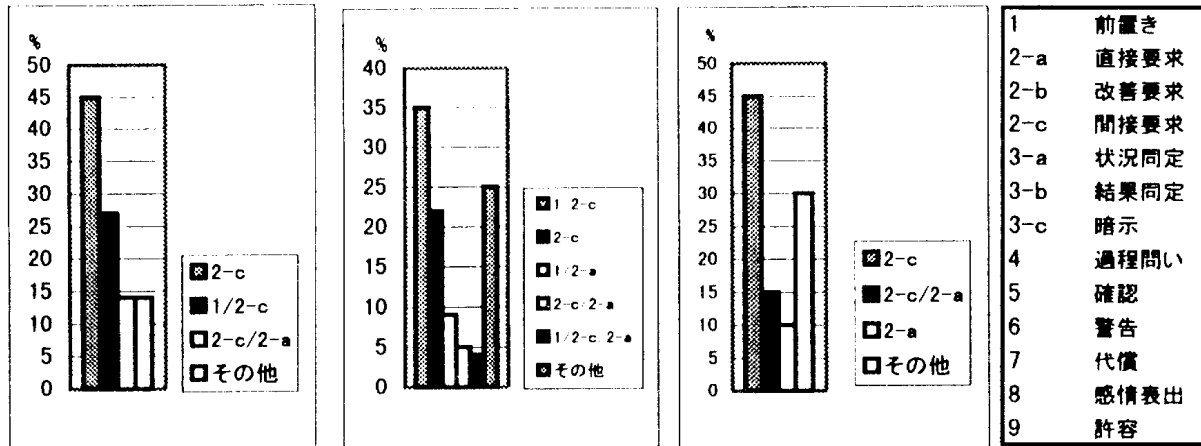 %
50
45
40
35
30
25
20
15
10
5
0
2-c
1/2-c
2-c/2-a
その他
%
40
35
30
25
20
15
10
5
0
1/2-c
2-c
1/2-a
2-c/2-a
1/2-c/2-a
その他
%
50
45
40
35
30
25
20
15
10
5
0
2-c
2-c/2-a
2-a
その他
1 前置き
2-a 直接要求
2-b 改善要求
2-c 間接要求
3-a 状況同定
3-b 結果同定
3-c 暗示
4 過程問い
5 確認
6 警告
7 代償
8 感情表出
9 許容